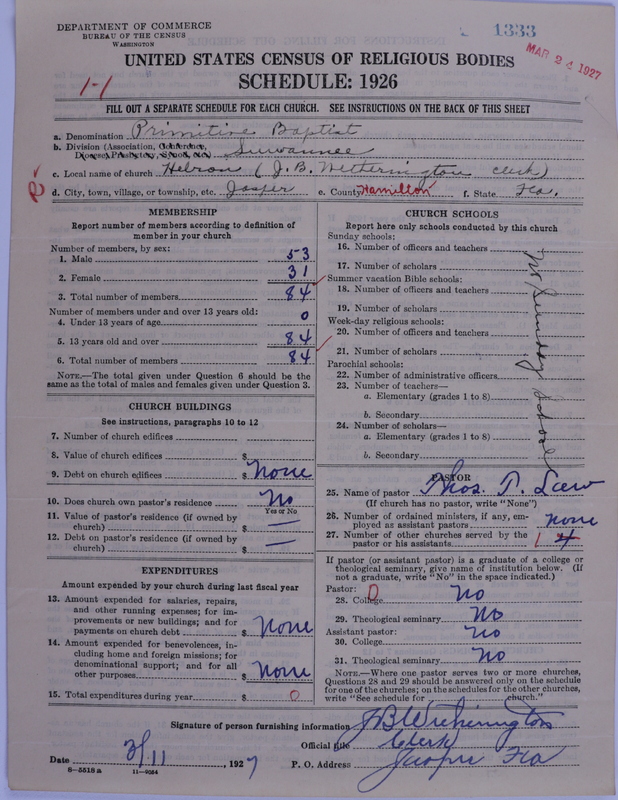 DEPARTMENT OF COMMERCE
BUREAU OF THE CENSUS
WASHINGTON
1333
MAR 24 1927
UNITED STATES CENSUS OF RELIGIOUS BODIES
SCHEDULE: 1926
1-1
FILL OUT A SEPARATE SCHEDULE FOR EACH CHURCH. SEE INSTRUCTIONS ON THE BACK OF THIS SHEET
a. Denomination Primitive Baptist
b. Division (Association, Conference, Diocese, Presbytery, Synod, etc.) Suwannee
c. Local name of church Hebron (J.B. Wetherington clerk)
d. City, town, village, or township, etc. Jasper e. County Hamilton f. State Fla.
MEMBERSHIP
Report number of members according to definition of
member in your church
Number of members, by sex:
1. Male 53
2. Female 31
3. Total number of members 84
Number of members under and over 13 years old:
4. Under 13 years of age 0
5. 13 years old and over 84
6. Total number of members 84
NOTE.—The total given under Question 6 should be
same as the total of males and females given under Question 3.
CHURCH BUILDINGS
See instructions, paragraphs 10 to 12
7. Number of church edifices
8. Value of church edifices $
9. Debt on church edifices $ None
10. Does church own pastor's residence No
Yes or No
11. Value of pastor's residence (if owned by
church) $ —
12. Debt on pastor's residence (if owned by
church) $ —
EXPENDITURES
Amount expended by your church during last fiscal year
13. Amount expended for salaries, repairs,
and other running expenses; for im-
provements or new buildings; and for
payments on church debt $ None
14. Amount expended for benevolences, in-
cluding home and foreign missions; for
denominational support; and for all
other purposes $ None
15. Total expenditures during year $ 0
CHURCH SCHOOLS
Report here only schools conducted by this church
Sunday schools:
16. Number of officers and teachers
17. Number of scholars
Summer vacation Bible schools:
18. Number of officers and teachers
19. Number of scholars
Week-day religious schools:
20. Number of officers and teachers
21. Number of scholars
Parochial schools:
22. Number of administrative officers
23. Number of teachers—
a. Elementary (grades 1 to 8)
b. Secondary
24. Number of scholars—
a. Elementary (grades 1 to 8)
b. Secondary
No Sunday School
PASTOR
25. Name of pastor Thos. T.
(If church has no pastor, write "None")
26. Number of ordained ministers, if any, em-
ployed as assistant pastors none
27. Number of other churches served by the
pastor or his assistants 1 4
If pastor (or assistant pastor) is a graduate of a college or
theological seminary, give name of institution below. (If
not a graduate, write "No" in the space indicated.)
Pastor: 0
28. College No
29. Theological seminary No
Assistant pastor:
30. College No
31. Theological seminary No
NOTE.—Where one pastor serves two or more churches,
Questions 28 and 29 should be answered only on the schedule
for one of the churches; on the schedules for the other churches,
write "See schedule for church."
Signature of person furnishing information J B Wetherington
Official title Clerk
Date 3/11, 1927 P. O. Address Jasper Fla
8—5518 a 11—9054